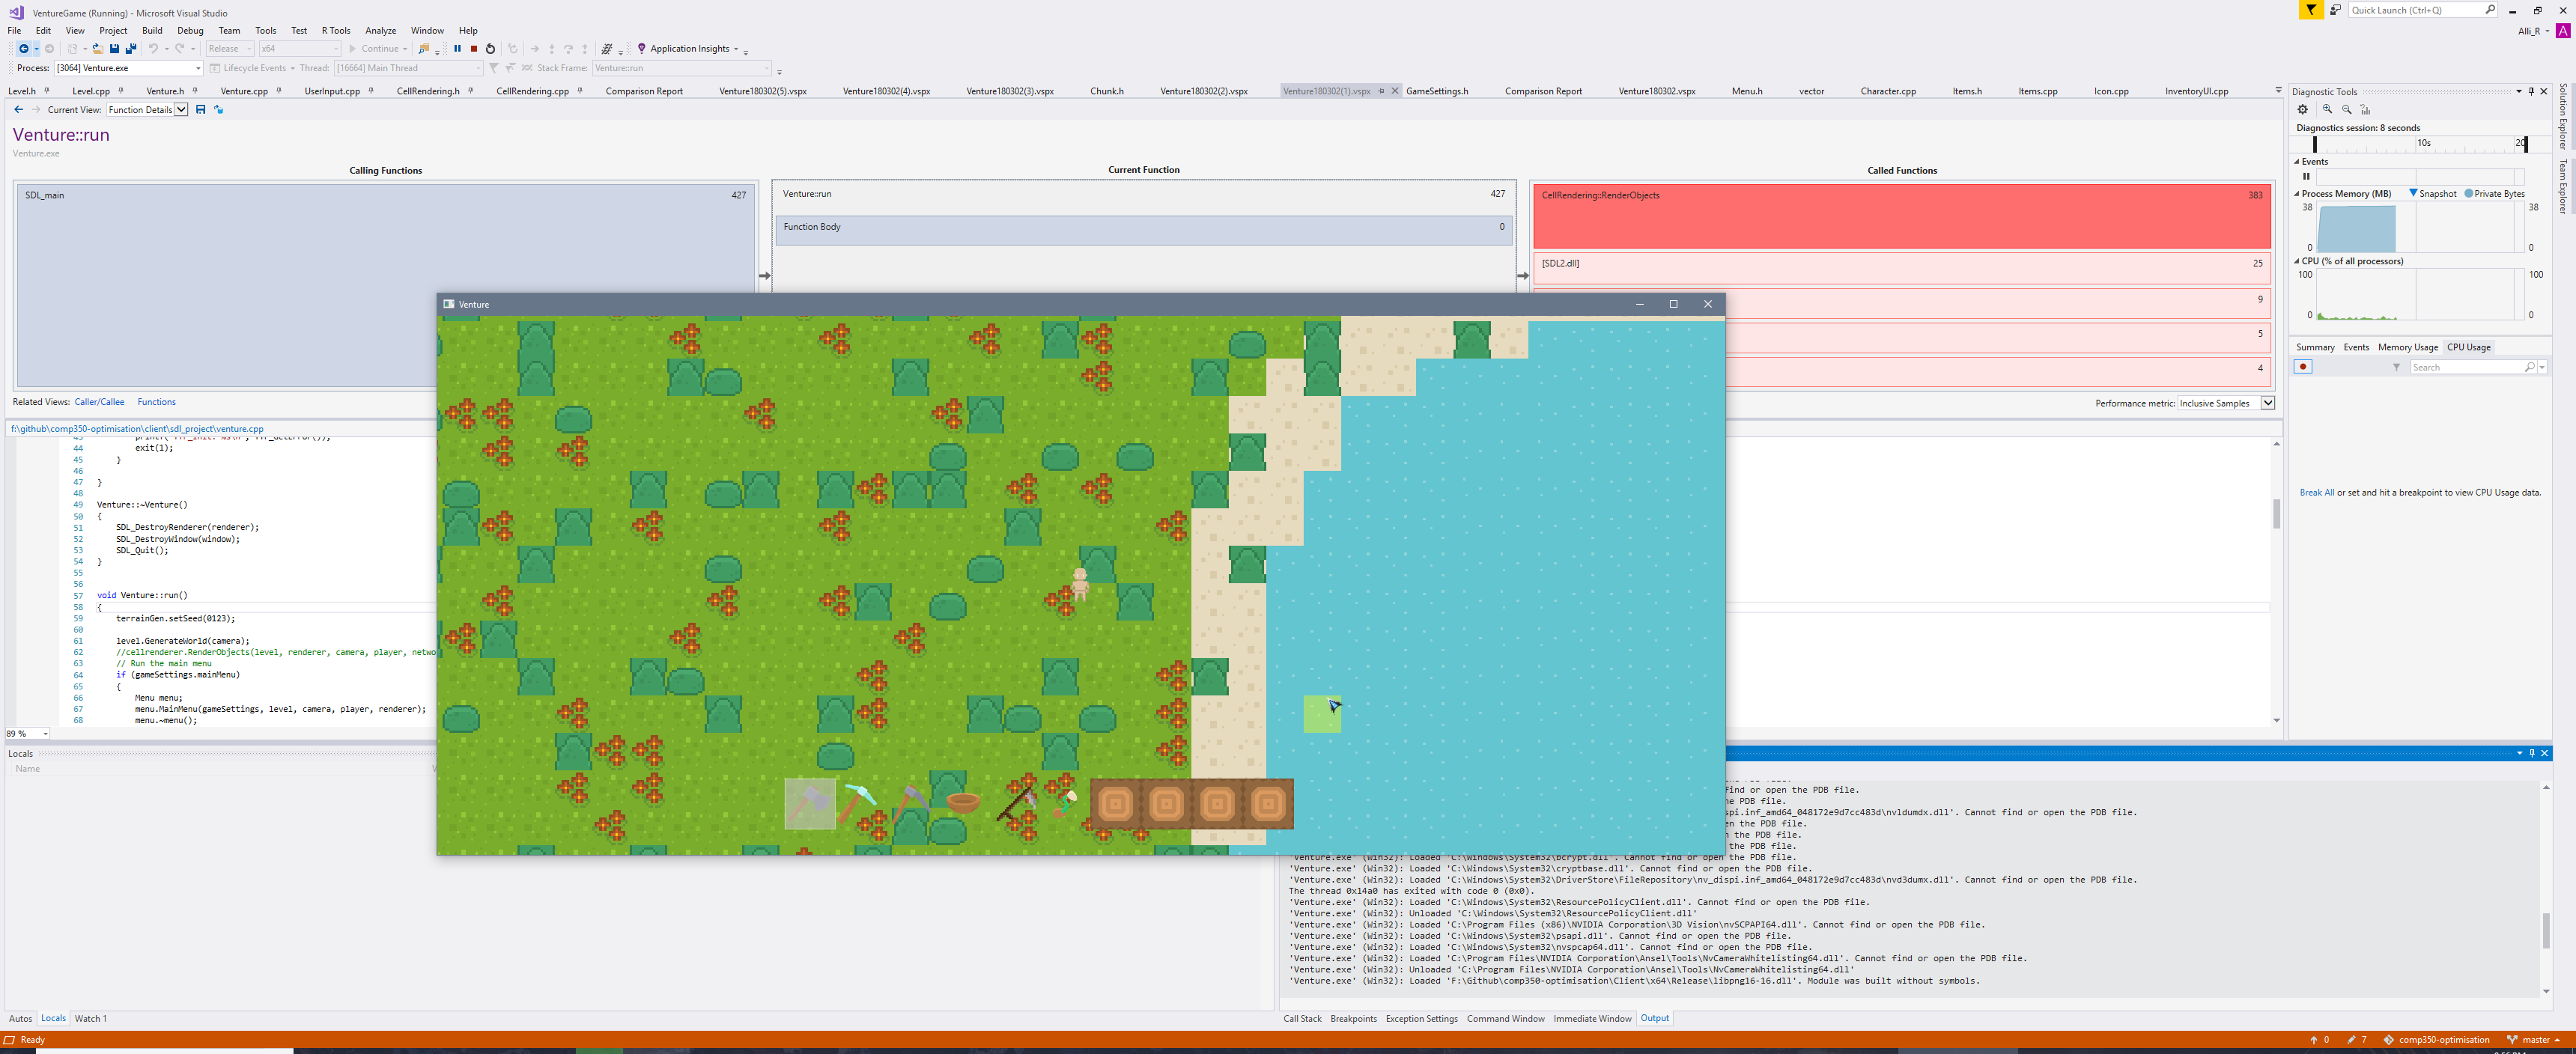 VentureGame (Running) - Microsoft Visual Studio
Quick Launch (Ctrl+Q)
File Edit View Project Build Debug Team Tools Test R Tools Analyze Window Help
Alli_R A
Release x64 Continue Application Insights
Process: [3064] Venture.exe Lifecycle Events Thread: [16664] Main Thread Stack Frame: Venture::run
Level.h Level.cpp Venture.h Venture.cpp UserInput.cpp CellRendering.h CellRendering.cpp Comparison Report Venture180302(5).vspx Venture180302(4).vspx Venture180302(3).vspx Chunk.h Venture180302(2).vspx Venture180302(1).vspx GameSettings.h Comparison Report Venture180302.vspx Menu.h vector Character.cpp Items.h Items.cpp Icon.cpp InventoryUI.cpp
Current View: Function Details
Venture::run
Venture.exe
Calling Functions
SDL_main 427
Current Function
Venture::run 427
Function Body 0
Called Functions
CellRendering::RenderObjects 383
[SDL2.dll] 25
9
5
4
Related Views: Caller/Callee Functions
Performance metric: Inclusive Samples
f:\github\comp350-optimisation\client\sdl_project\venture.cpp
44 exit(1);
45 }
46
47 }
48
49 Venture::~Venture()
50 {
51 SDL_DestroyRenderer(renderer);
52 SDL_DestroyWindow(window);
53 SDL_Quit();
54 }
55
56
57 void Venture::run()
58 {
59 terrainGen.setSeed(0123);
60
61 level.GenerateWorld(camera);
62 //cellrenderer.RenderObjects(level, renderer, camera, player, netwo
63 // Run the main menu
64 if (gameSettings.mainMenu)
65 {
66 Menu menu;
67 menu.MainMenu(gameSettings, level, camera, player, renderer);
68 menu.~menu();
89 %
Venture
Locals
Name
Autos Locals Watch 1
Diagnostic Tools
Diagnostics session: 8 seconds
10s 20
Events
Process Memory (MB) Snapshot Private Bytes
38 38
0 0
CPU (% of all processors)
100 100
0 0
Summary Events Memory Usage CPU Usage
Search
Break All or set and hit a breakpoint to view CPU Usage data.
Solution Explorer
Team Explorer
find or open the PDB file.
he PDB file.
spi.inf_amd64_048172e9d7cc483d\nvldumdx.dll'. Cannot find or open the PDB file.
en the PDB file.
n the PDB file.
the PDB file.
'Venture.exe' (Win32): Loaded 'C:\Windows\System32\bcrypt.dll'. Cannot find or open the PDB file.
'Venture.exe' (Win32): Loaded 'C:\Windows\System32\cryptbase.dll'. Cannot find or open the PDB file.
'Venture.exe' (Win32): Loaded 'C:\Windows\System32\DriverStore\FileRepository\nv_dispi.inf_amd64_048172e9d7cc483d\nvd3dumx.dll'. Cannot find or open the PDB file.
The thread 0x14a0 has exited with code 0 (0x0).
'Venture.exe' (Win32): Loaded 'C:\Windows\System32\ResourcePolicyClient.dll'. Cannot find or open the PDB file.
'Venture.exe' (Win32): Unloaded 'C:\Windows\System32\ResourcePolicyClient.dll'
'Venture.exe' (Win32): Loaded 'C:\Program Files (x86)\NVIDIA Corporation\3D Vision\nvSCPAPI64.dll'. Cannot find or open the PDB file.
'Venture.exe' (Win32): Loaded 'C:\Windows\System32\psapi.dll'. Cannot find or open the PDB file.
'Venture.exe' (Win32): Loaded 'C:\Windows\System32\nvspcap64.dll'. Cannot find or open the PDB file.
'Venture.exe' (Win32): Loaded 'C:\Program Files\NVIDIA Corporation\Ansel\Tools\NvCameraWhitelisting64.dll'. Cannot find or open the PDB file.
'Venture.exe' (Win32): Unloaded 'C:\Program Files\NVIDIA Corporation\Ansel\Tools\NvCameraWhitelisting64.dll'
'Venture.exe' (Win32): Loaded 'F:\Github\comp350-optimisation\Client\x64\Release\libpng16-16.dll'. Module was built without symbols.
Call Stack Breakpoints Exception Settings Command Window Immediate Window Output
Ready
0 7 comp350-optimisation master